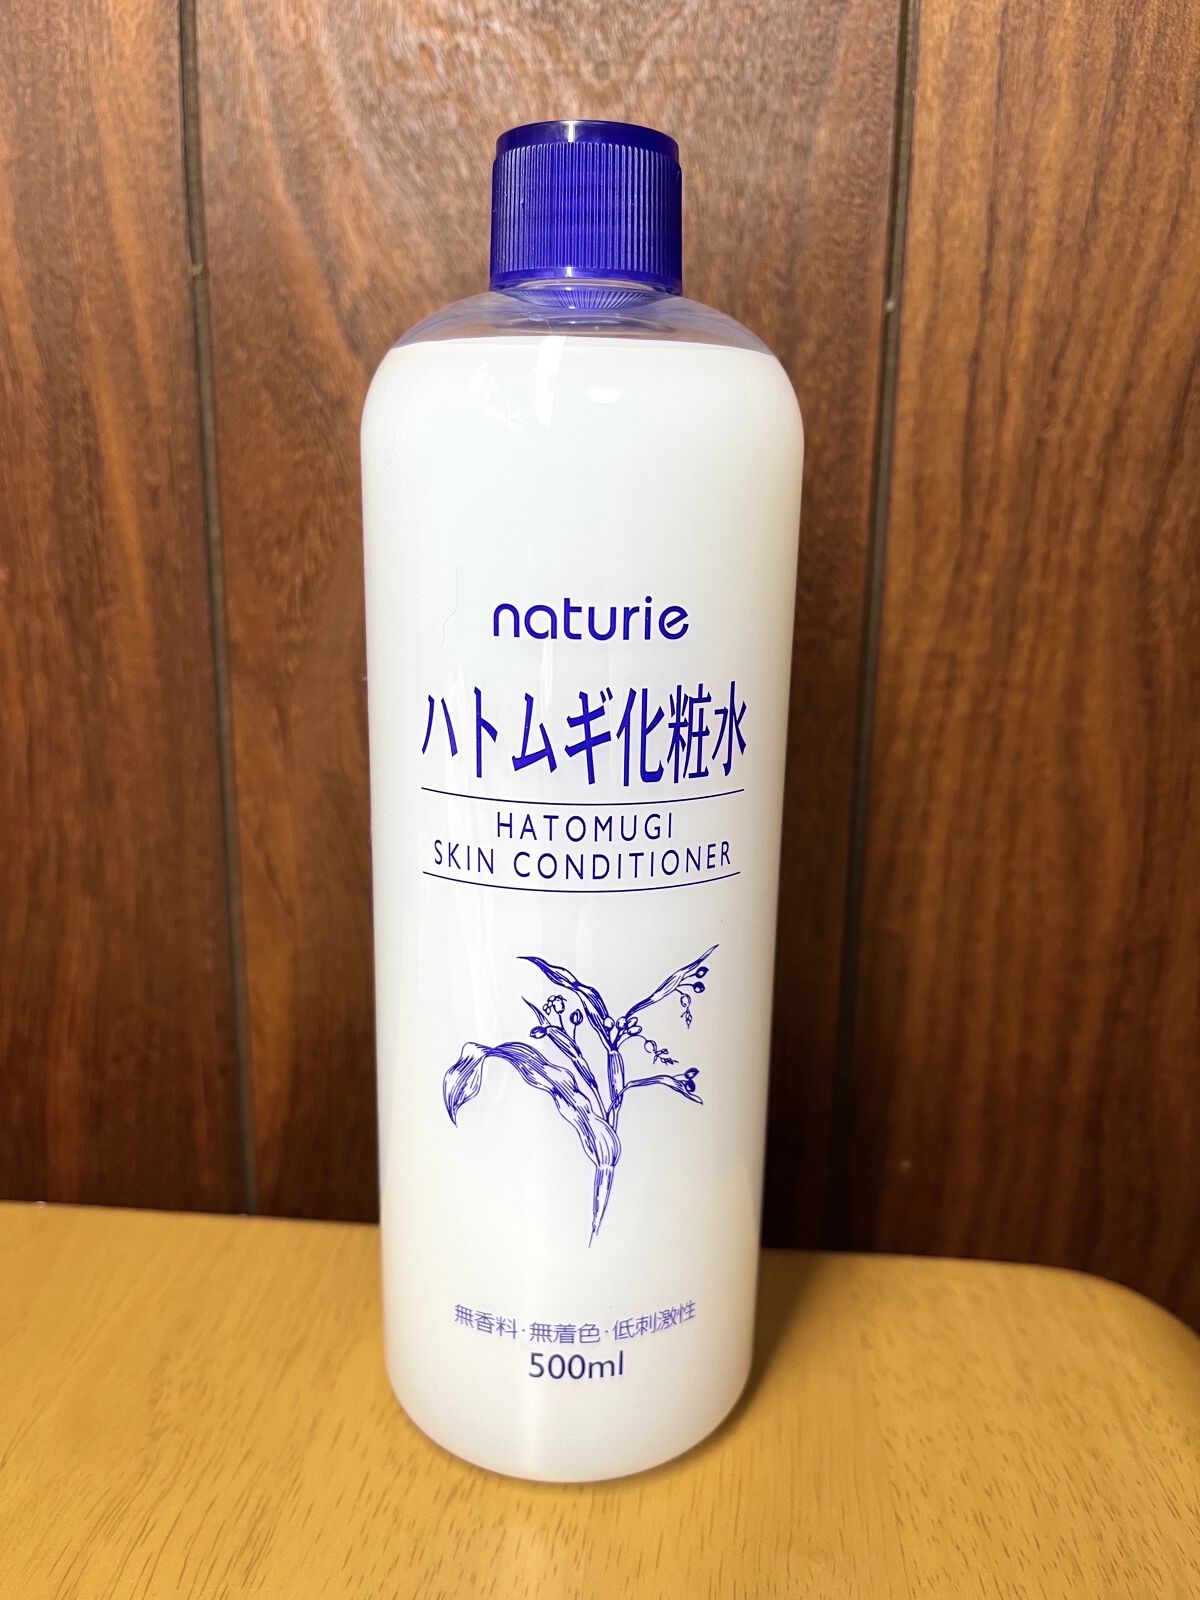 naturie
ハトムギ化粧水
HATOMUGI
SKIN CONDITIONER
無香料・無着色・低刺激性
500ml